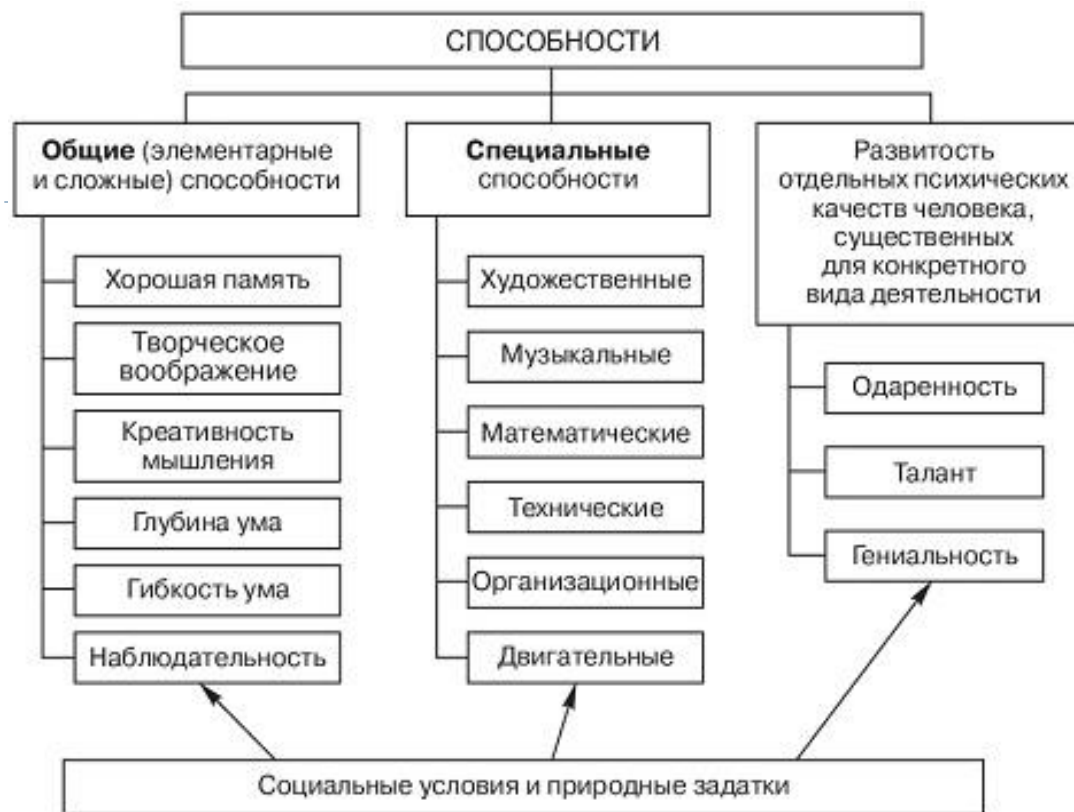 СПОСОБНОСТИ
Общие (элементарные
и сложные) способности
Хорошая память
Творческое
воображение
Креативность
мышления
Глубина ума
Гибкость ума
Наблюдательность
Специальные
способности
Художественные
Музыкальные
Математические
Технические
Организационные
Двигательные
Развитость
отдельных психических
качеств человека,
существенных
для конкретного
вида деятельности
Одаренность
Талант
Гениальность
Социальные условия и природные задатки